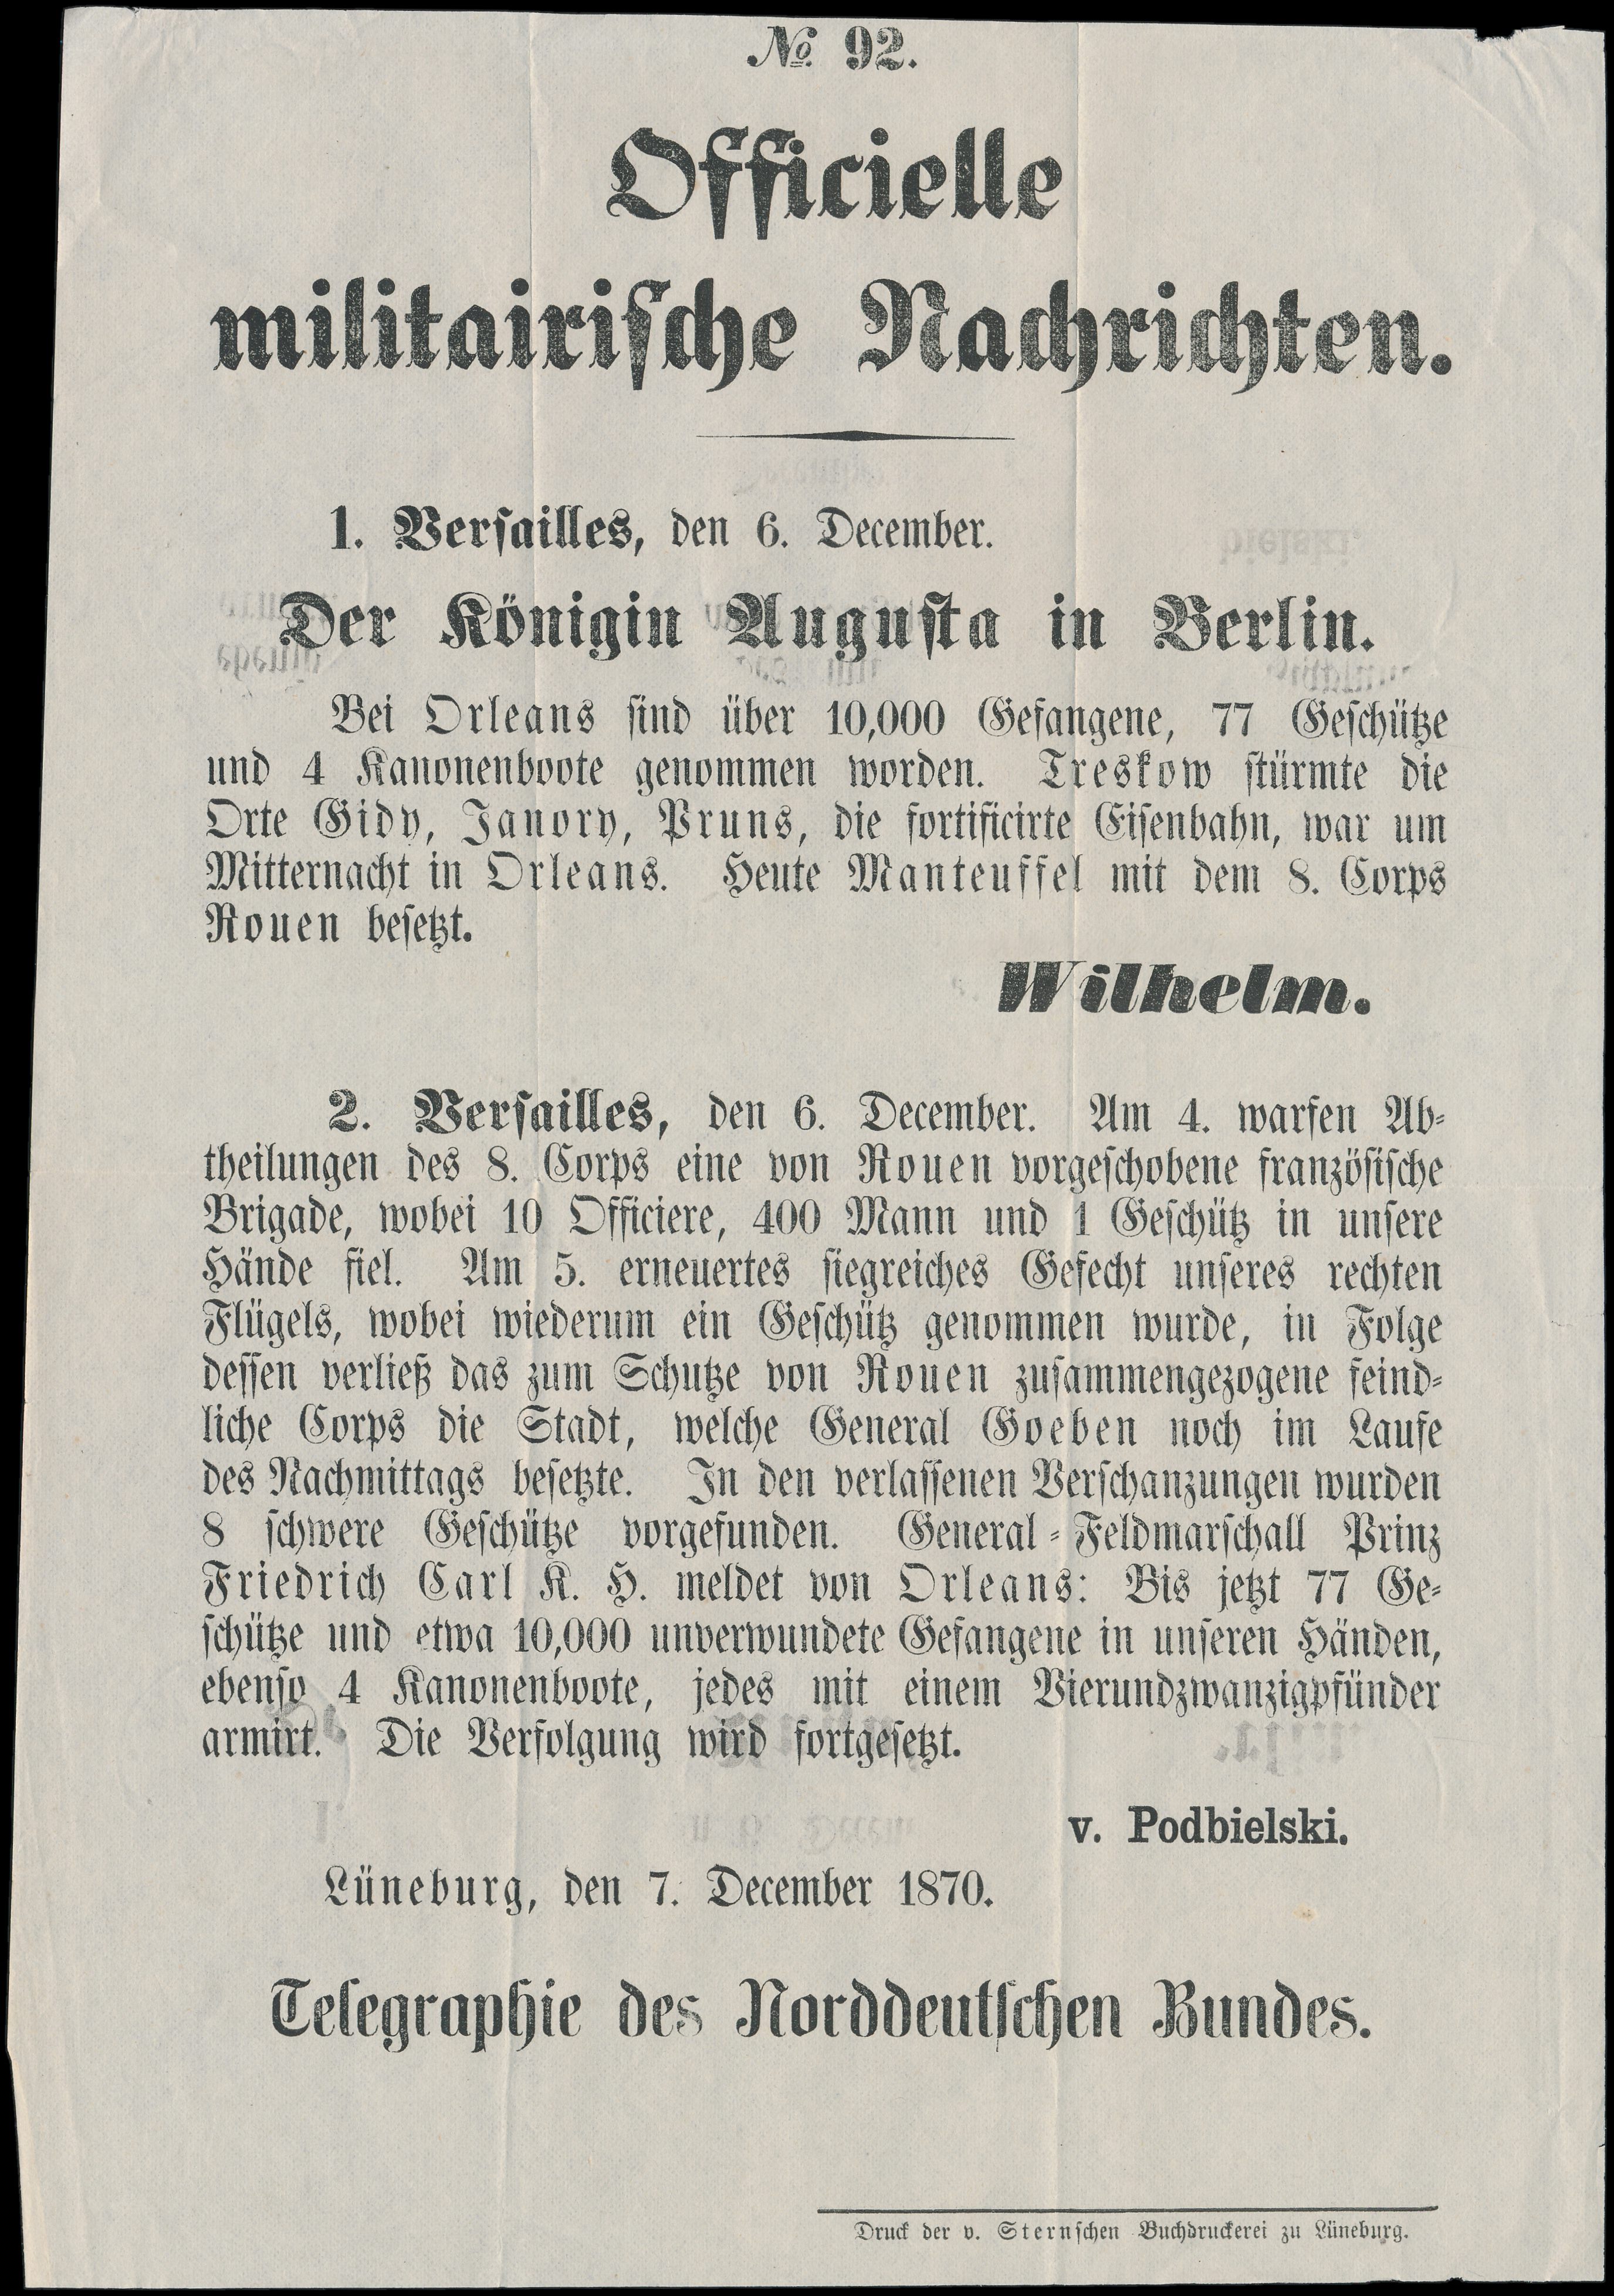 № 92.
Officielle
militairische Nachrichten.
1. Versailles, den 6. December.
Der Königin Augusta in Berlin.
Bei Orleans sind über 10,000 Gefangene, 77 Geschütze
und 4 Kanonenboote genommen worden. Treskow stürmte die
Orte Gidy, Janory, Pruns, die fortificirte Eisenbahn, war um
Mitternacht in Orleans. Heute Manteuffel mit dem 8. Corps
Rouen besetzt.
Wilhelm.
2. Versailles, den 6. December. Am 4. warfen Ab-
theilungen des 8. Corps eine von Rouen vorgeschobene französische
Brigade, wobei 10 Officiere, 400 Mann und 1 Geschütz in unsere
Hände fiel. Am 5. erneuertes siegreiches Gefecht unseres rechten
Flügels, wobei wiederum ein Geschütz genommen wurde, in Folge
dessen verließ das zum Schutze von Rouen zusammengezogene feind-
liche Corps die Stadt, welche General Goeben noch im Laufe
des Nachmittags besetzte. In den verlassenen Verschanzungen wurden
8 schwere Geschütze vorgefunden. General-Feldmarschall Prinz
Friedrich Carl K. H. meldet von Orleans: Bis jetzt 77 Ge-
schütze und etwa 10,000 unverwundete Gefangene in unseren Händen,
ebenso 4 Kanonenboote, jedes mit einem Vierundzwanzigpfünder
armirt. Die Verfolgung wird fortgesetzt.
v. Podbielski.
Lüneburg, den 7. December 1870.
Telegraphie des Norddeutschen Bundes.
Druck der v. Sternschen Buchdruckerei zu Lüneburg.